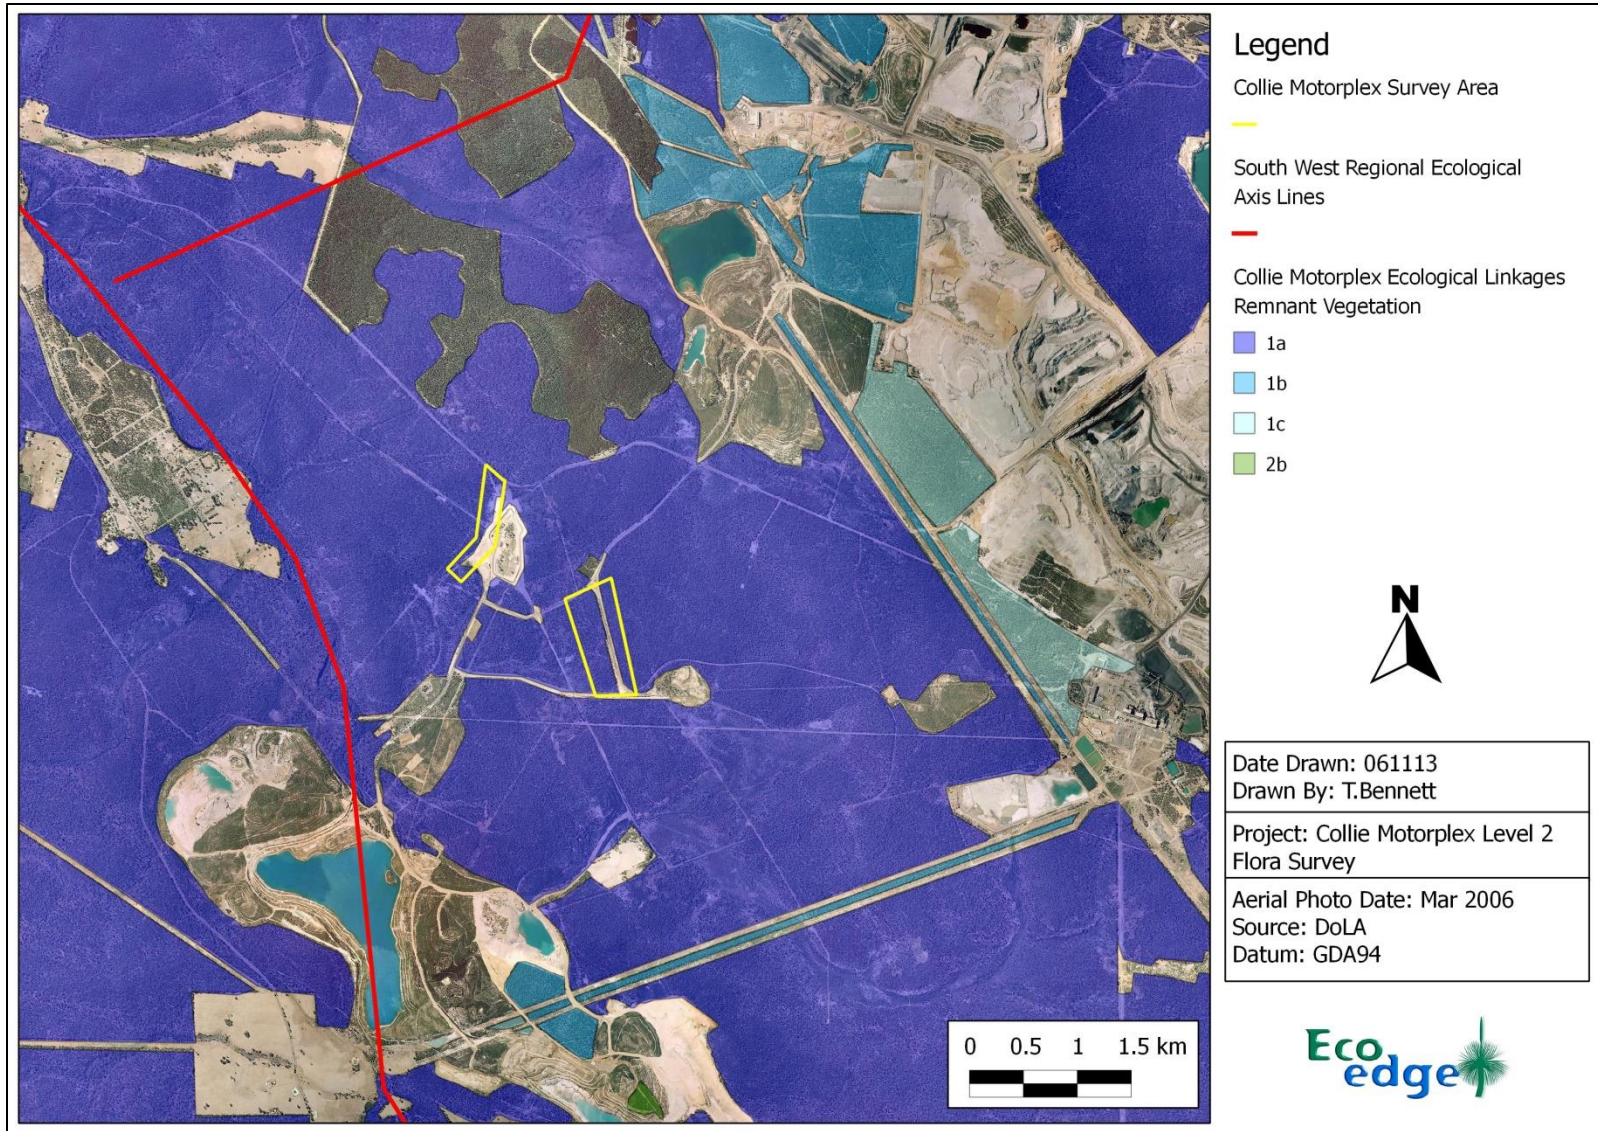 Legend
Collie Motorplex Survey Area
South West Regional Ecological
Axis Lines
Collie Motorplex Ecological Linkages
Remnant Vegetation
1a
1b
1c
2b
N
Date Drawn: 061113
Drawn By: T.Bennett
Project: Collie Motorplex Level 2
Flora Survey
Aerial Photo Date: Mar 2006
Source: DoLA
Datum: GDA94
0 0.5 1 1.5 km
Eco
edge